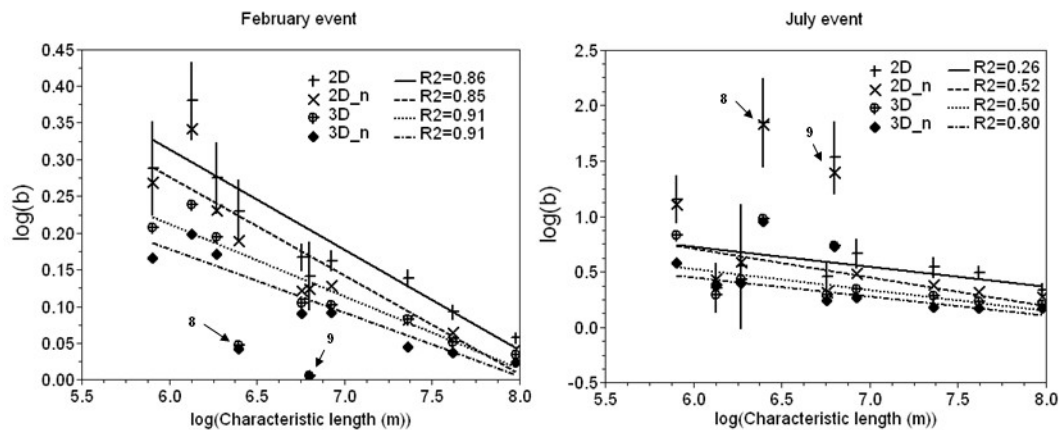 February event
0.45
0.40
0.35
0.30
0.25
0.20
0.15
0.10
0.05
0.00
log(b)
2D R2=0.86
2D_n R2=0.85
3D R2=0.91
3D_n R2=0.91
8
9
5.5 6.0 6.5 7.0 7.5 8.0
log(Characteristic length (m))
July event
2.5
2.0
1.5
1.0
0.5
0.0
-0.5
log(b)
2D R2=0.26
2D_n R2=0.52
3D R2=0.50
3D_n R2=0.80
8
9
5.5 6.0 6.5 7.0 7.5 8.0
log(Characteristic length (m))